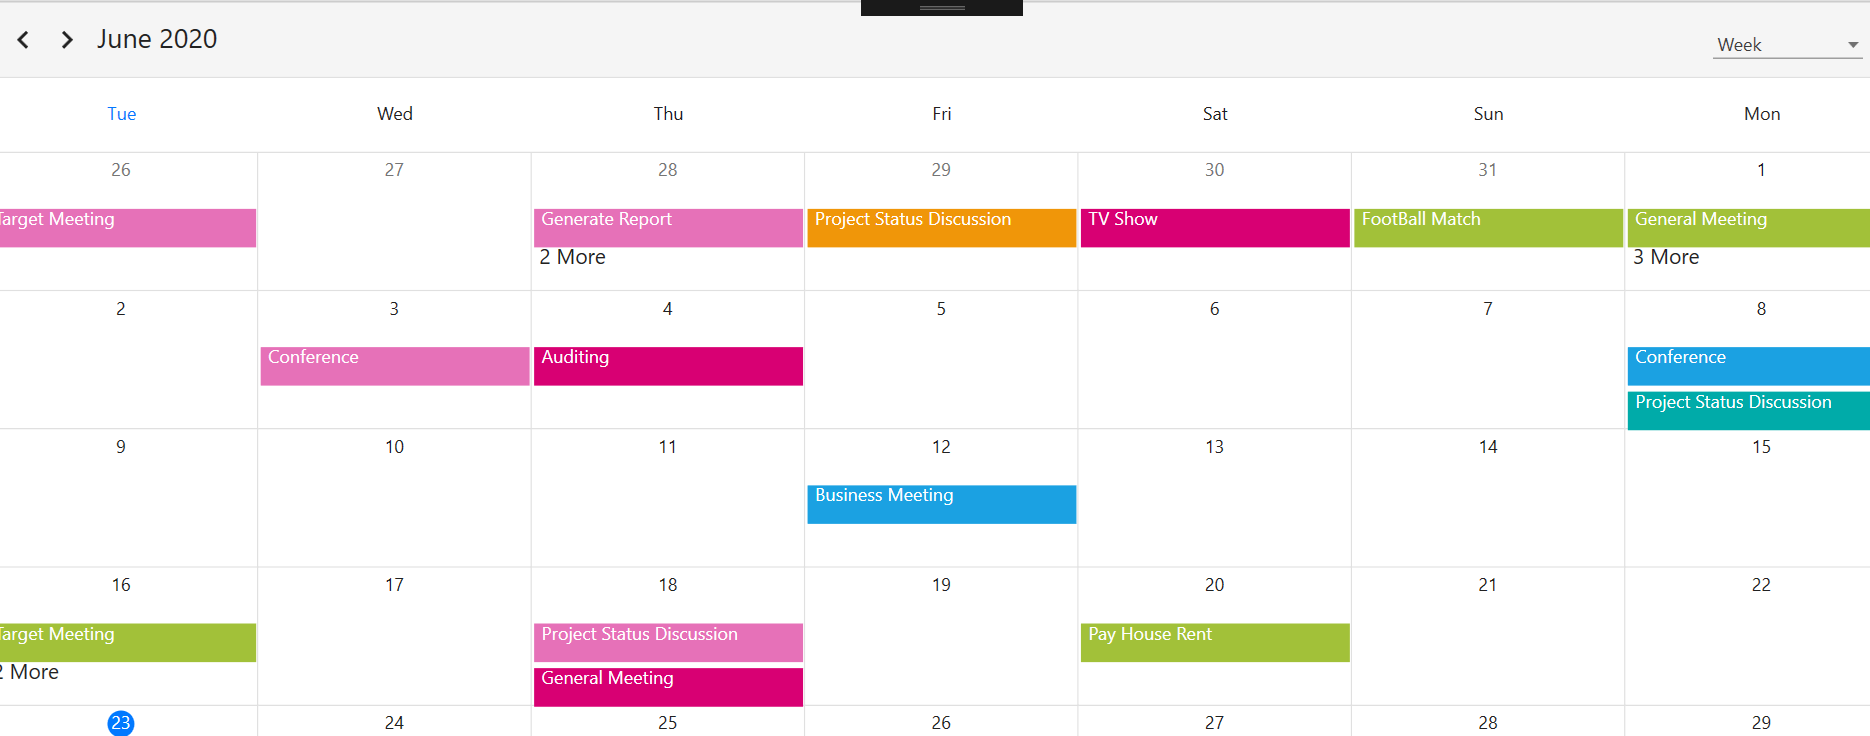 June 2020
Week
Tue Wed Thu Fri Sat Sun Mon
26 27 28 29 30 31 1
Target Meeting Generate Report Project Status Discussion TV Show FootBall Match General Meeting
2 More 3 More
2 3 4 5 6 7 8
Conference Auditing Conference
Project Status Discussion
9 10 11 12 13 14 15
Business Meeting
16 17 18 19 20 21 22
Target Meeting Project Status Discussion Pay House Rent
2 More General Meeting
23 24 25 26 27 28 29